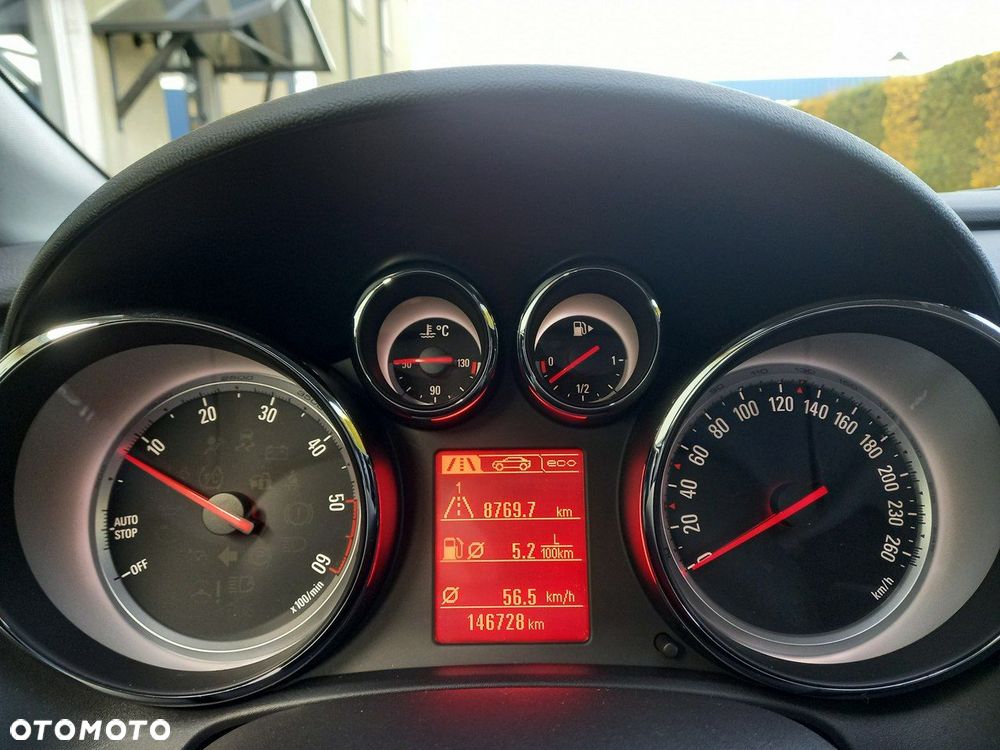 °C
50 130
90
0 1
1/2
10 20 30 40 50 60
AUTO
STOP
OFF
x100/min
eco
1
8769.7 km
5.2 L/100km
Ø 56.5 km/h
146728 km
0 20 40 60 80 100 120 140 160 180 200 230 260
km/h
OTOMOTO